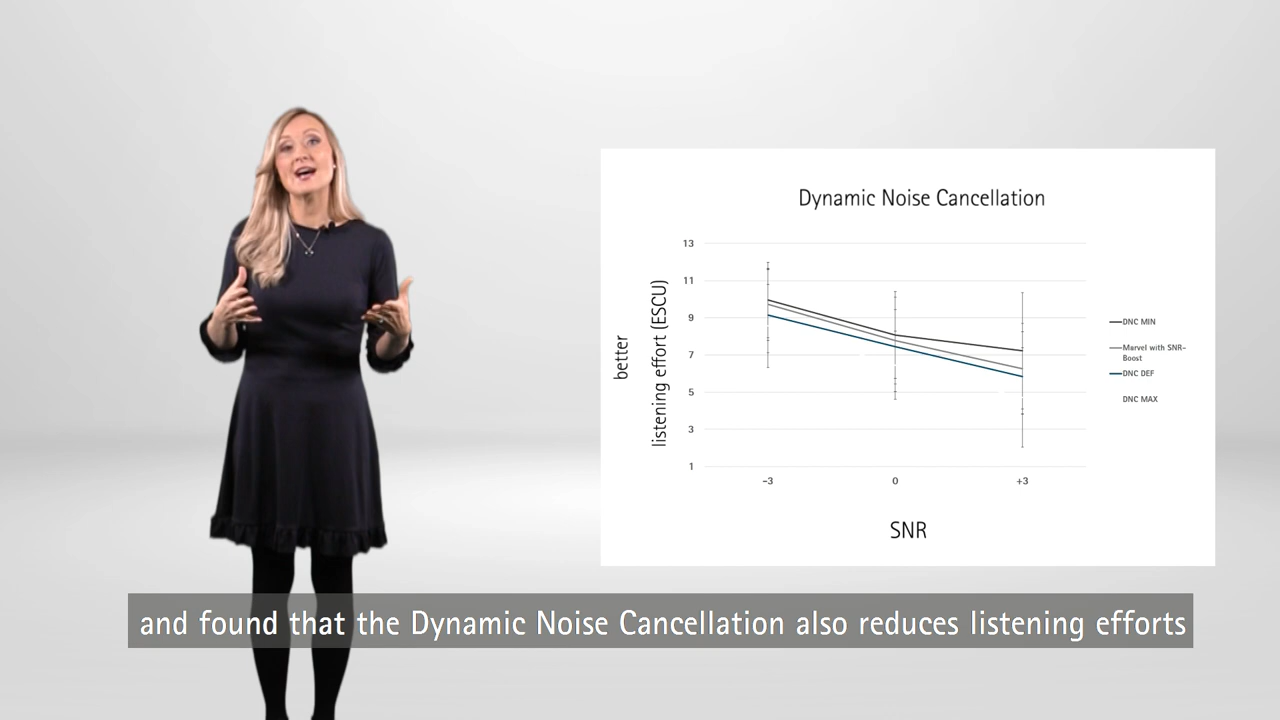 Dynamic Noise Cancellation
13
11
9
7
5
3
1
better
listening effort (ESCU)
-3
0
+3
SNR
DNC MIN
Marvel with SNR-
Boost
DNC DEF
DNC MAX
and found that the Dynamic Noise Cancellation also reduces listening efforts